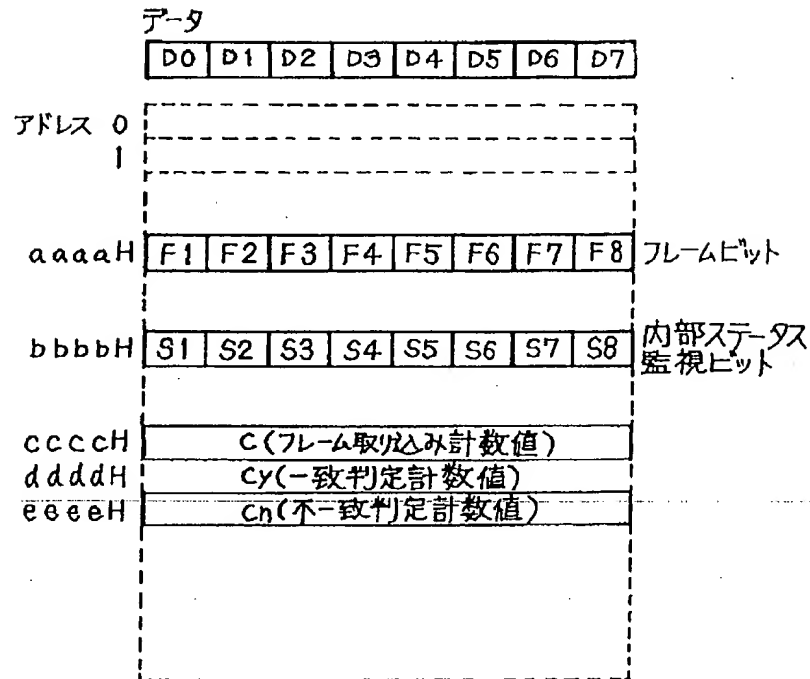 データ
D0 D1 D2 D3 D4 D5 D6 D7
アドレス 0
1
aaaaH F1 F2 F3 F4 F5 F6 F7 F8 フレームビット
bbbbH S1 S2 S3 S4 S5 S6 S7 S8 内部ステータス
監視ビット
ccccH C(フレーム取り込み計数値)
ddddH Cy(一致判定計数値)
eeeeH Cn(不一致判定計数値)